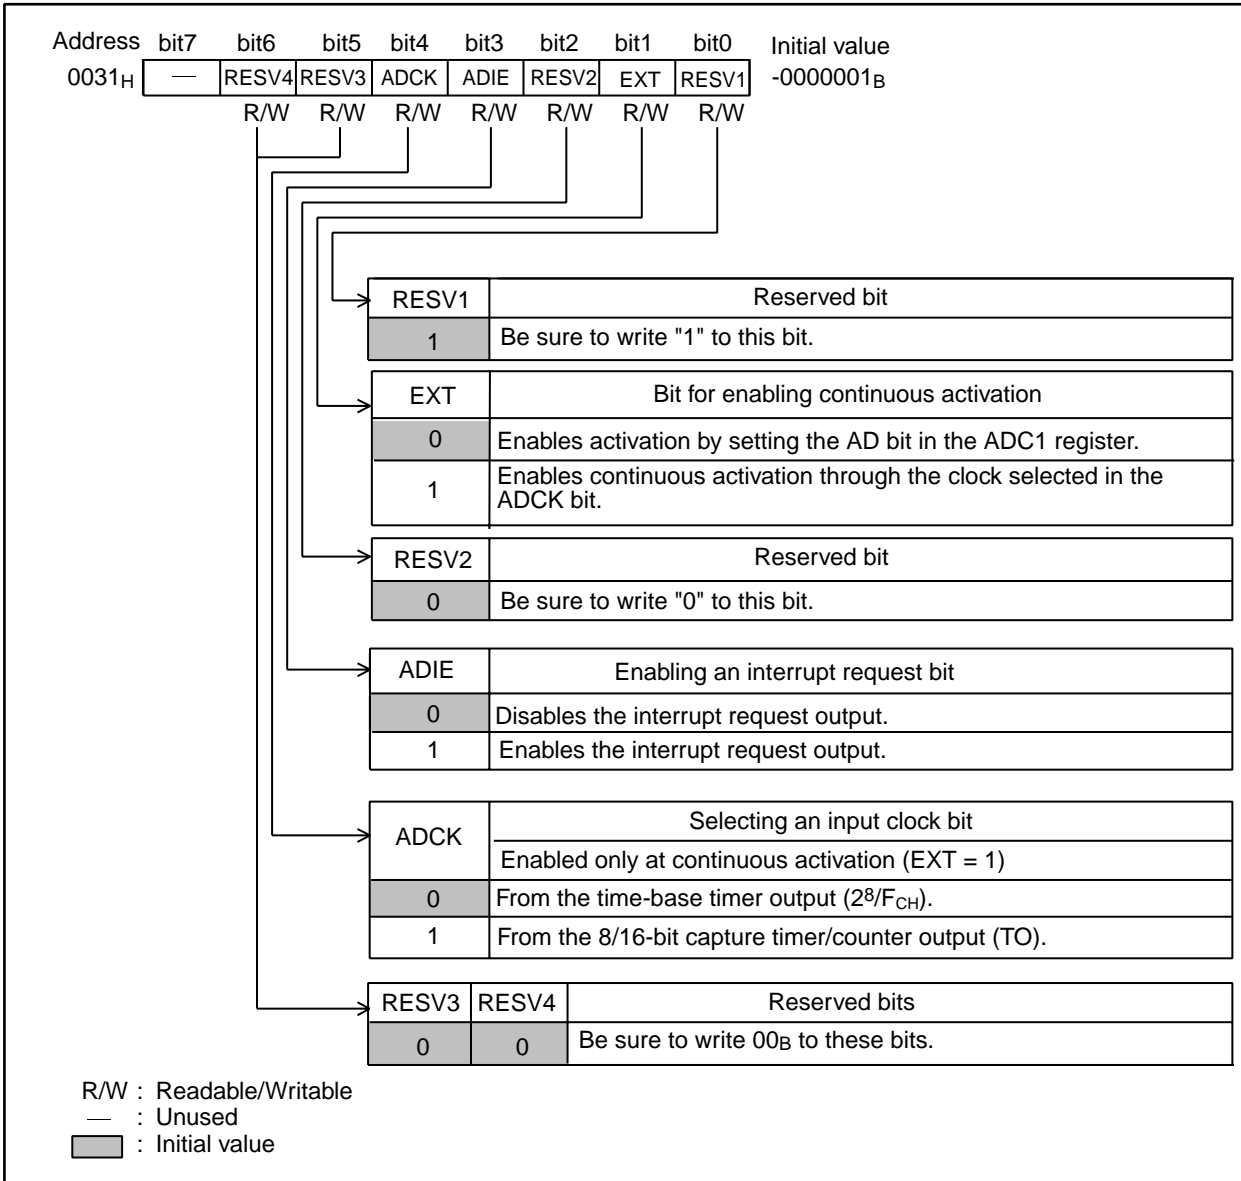 Address bit7 bit6 bit5 bit4 bit3 bit2 bit1 bit0 Initial value
0031H — RESV4 RESV3 ADCK ADIE RESV2 EXT RESV1 -0000001B
R/W R/W R/W R/W R/W R/W R/W
RESV1 Reserved bit
1 Be sure to write "1" to this bit.
EXT Bit for enabling continuous activation
0 Enables activation by setting the AD bit in the ADC1 register.
1 Enables continuous activation through the clock selected in the
ADCK bit.
RESV2 Reserved bit
0 Be sure to write "0" to this bit.
ADIE Enabling an interrupt request bit
0 Disables the interrupt request output.
1 Enables the interrupt request output.
ADCK Selecting an input clock bit
Enabled only at continuous activation (EXT = 1)
0 From the time-base timer output (2⁸/FCH).
1 From the 8/16-bit capture timer/counter output (TO).
RESV3 RESV4 Reserved bits
0 0 Be sure to write 00B to these bits.
R/W : Readable/Writable
— : Unused
: Initial value